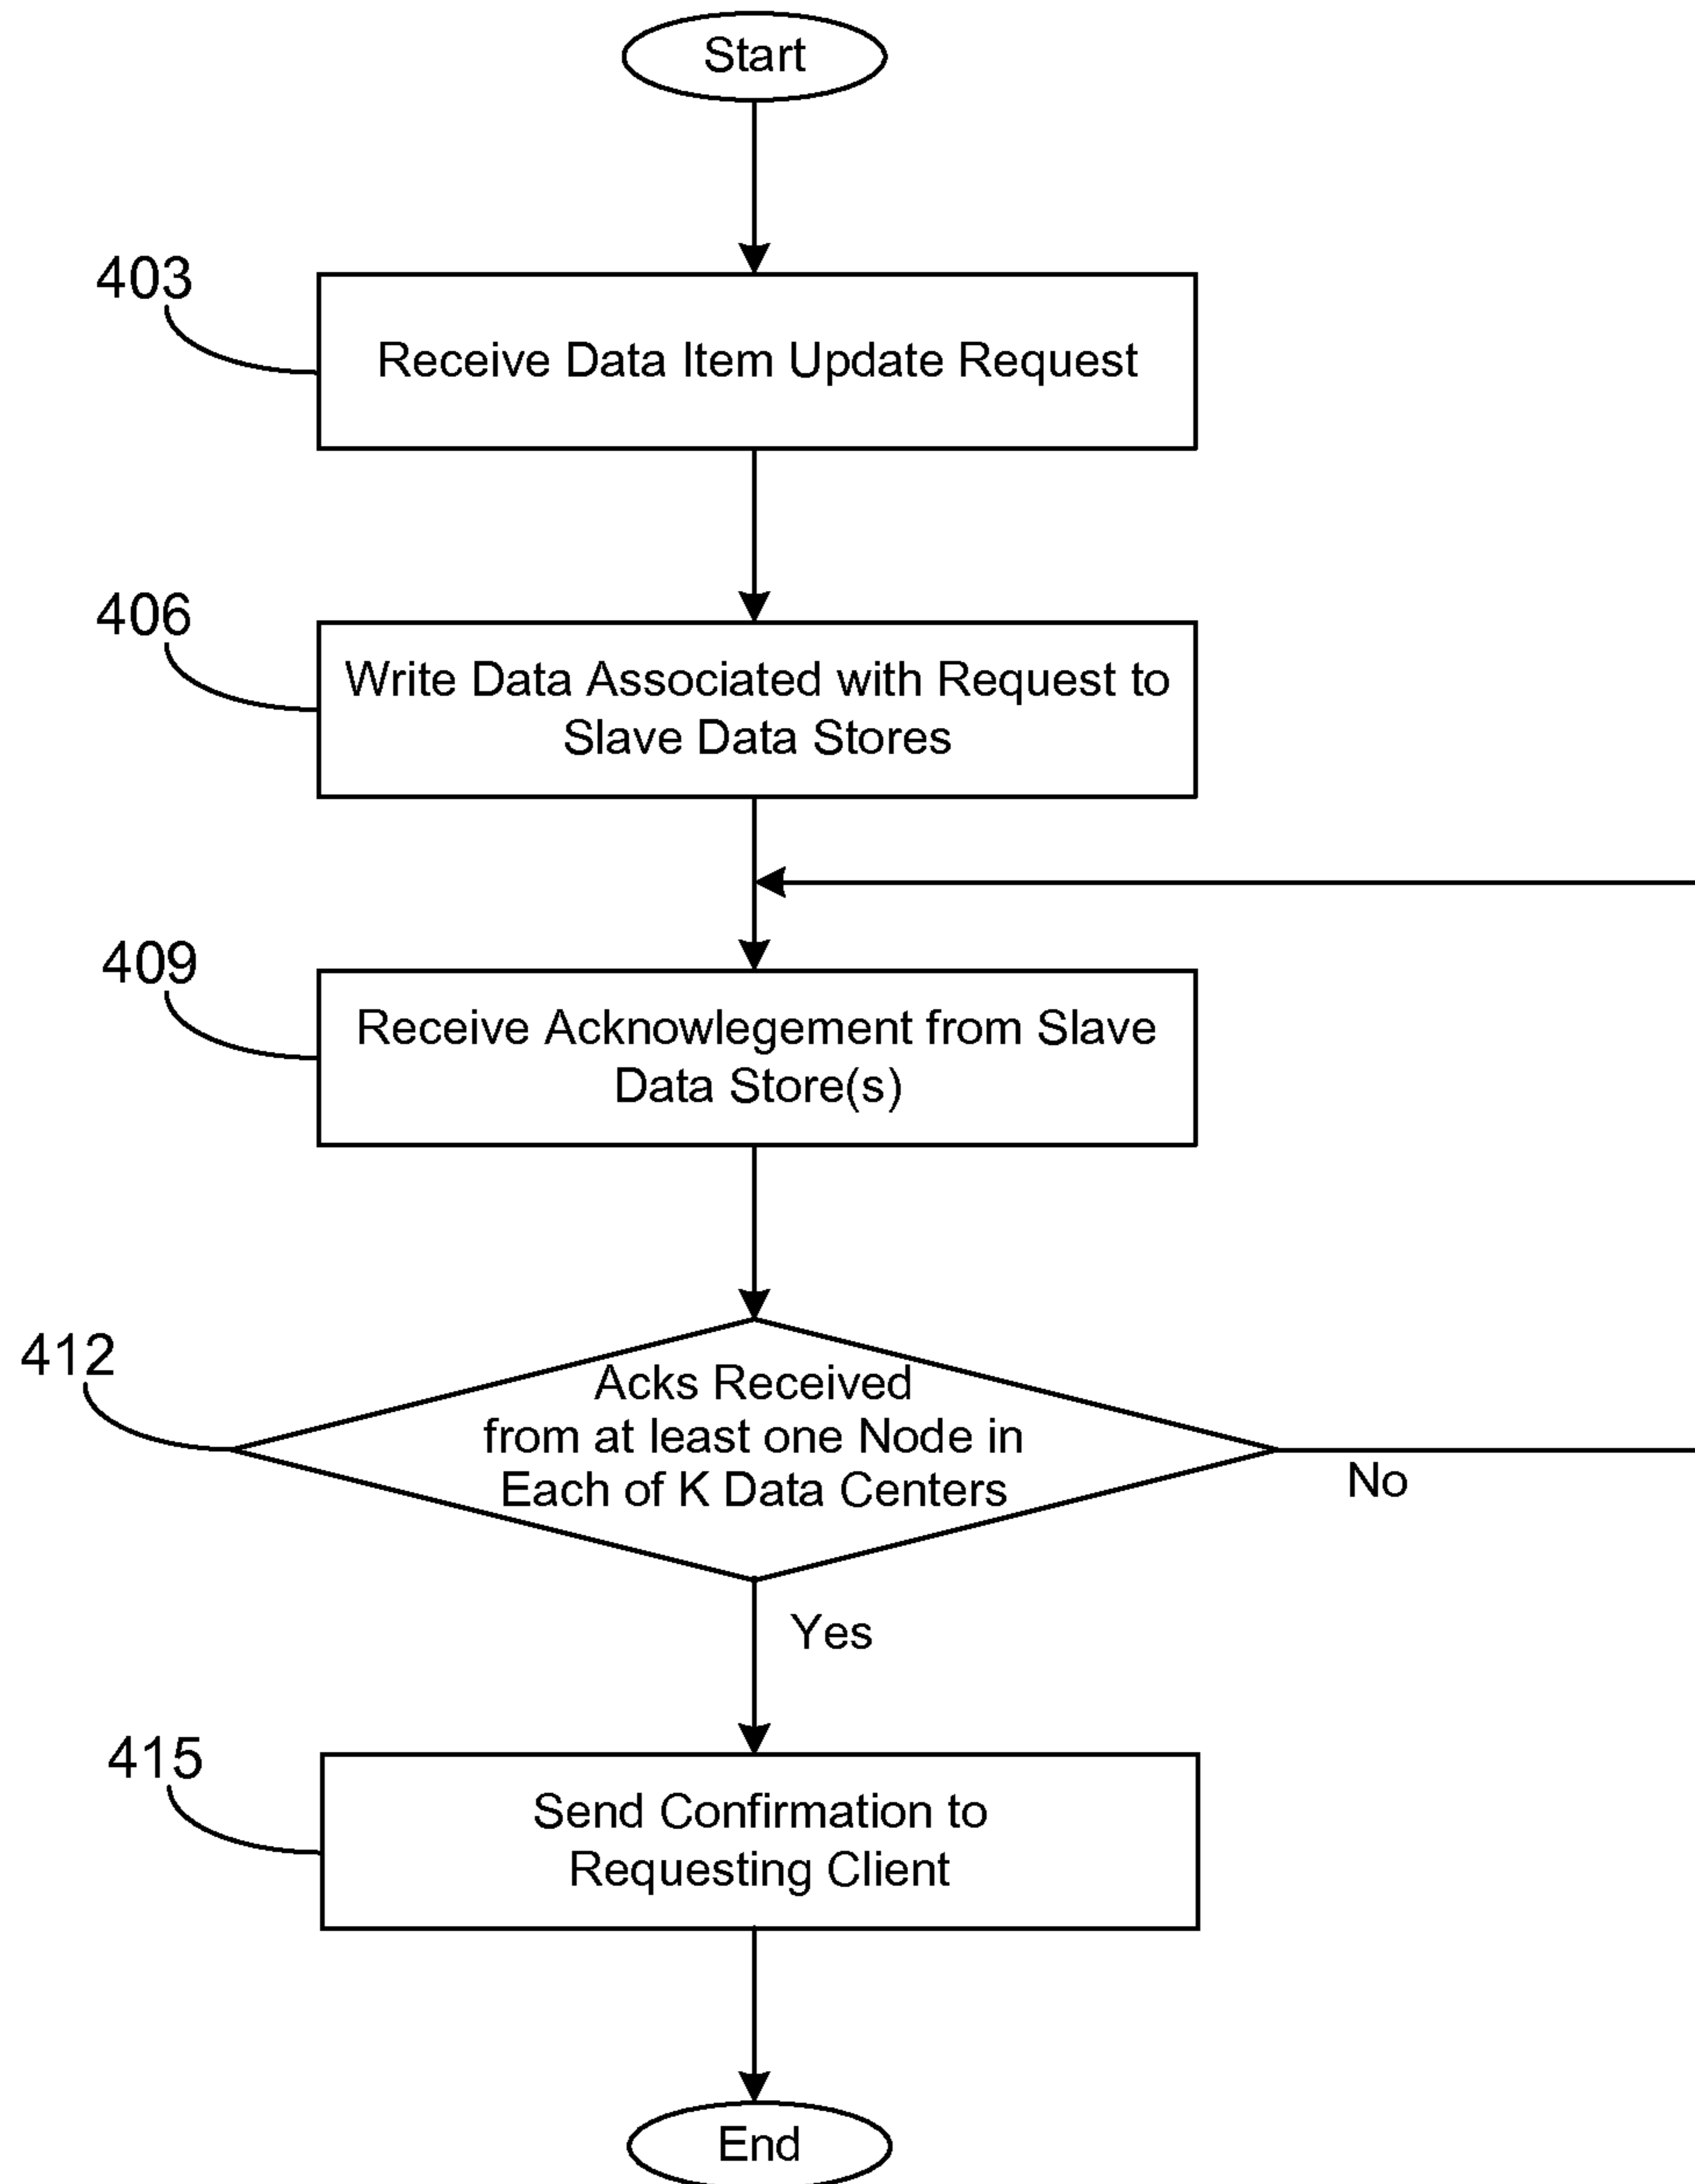 Start
403
Receive Data Item Update Request
406
Write Data Associated with Request to
Slave Data Stores
409
Receive Acknowlegement from Slave
Data Store(s)
412
Acks Received
from at least one Node in
Each of K Data Centers
No
Yes
415
Send Confirmation to
Requesting Client
End